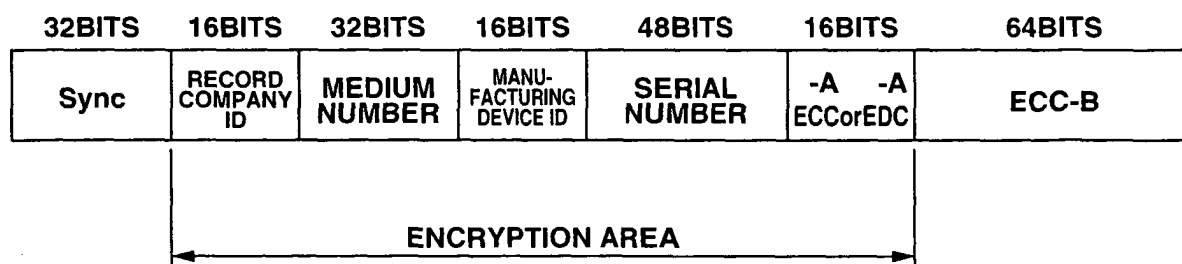 32BITS 16BITS 32BITS 16BITS 48BITS 16BITS 64BITS
Sync
RECORD
COMPANY
ID
MEDIUM
NUMBER
MANU-
FACTURING
DEVICE ID
SERIAL
NUMBER
-A -A
ECCorEDC
ECC-B
ENCRYPTION AREA